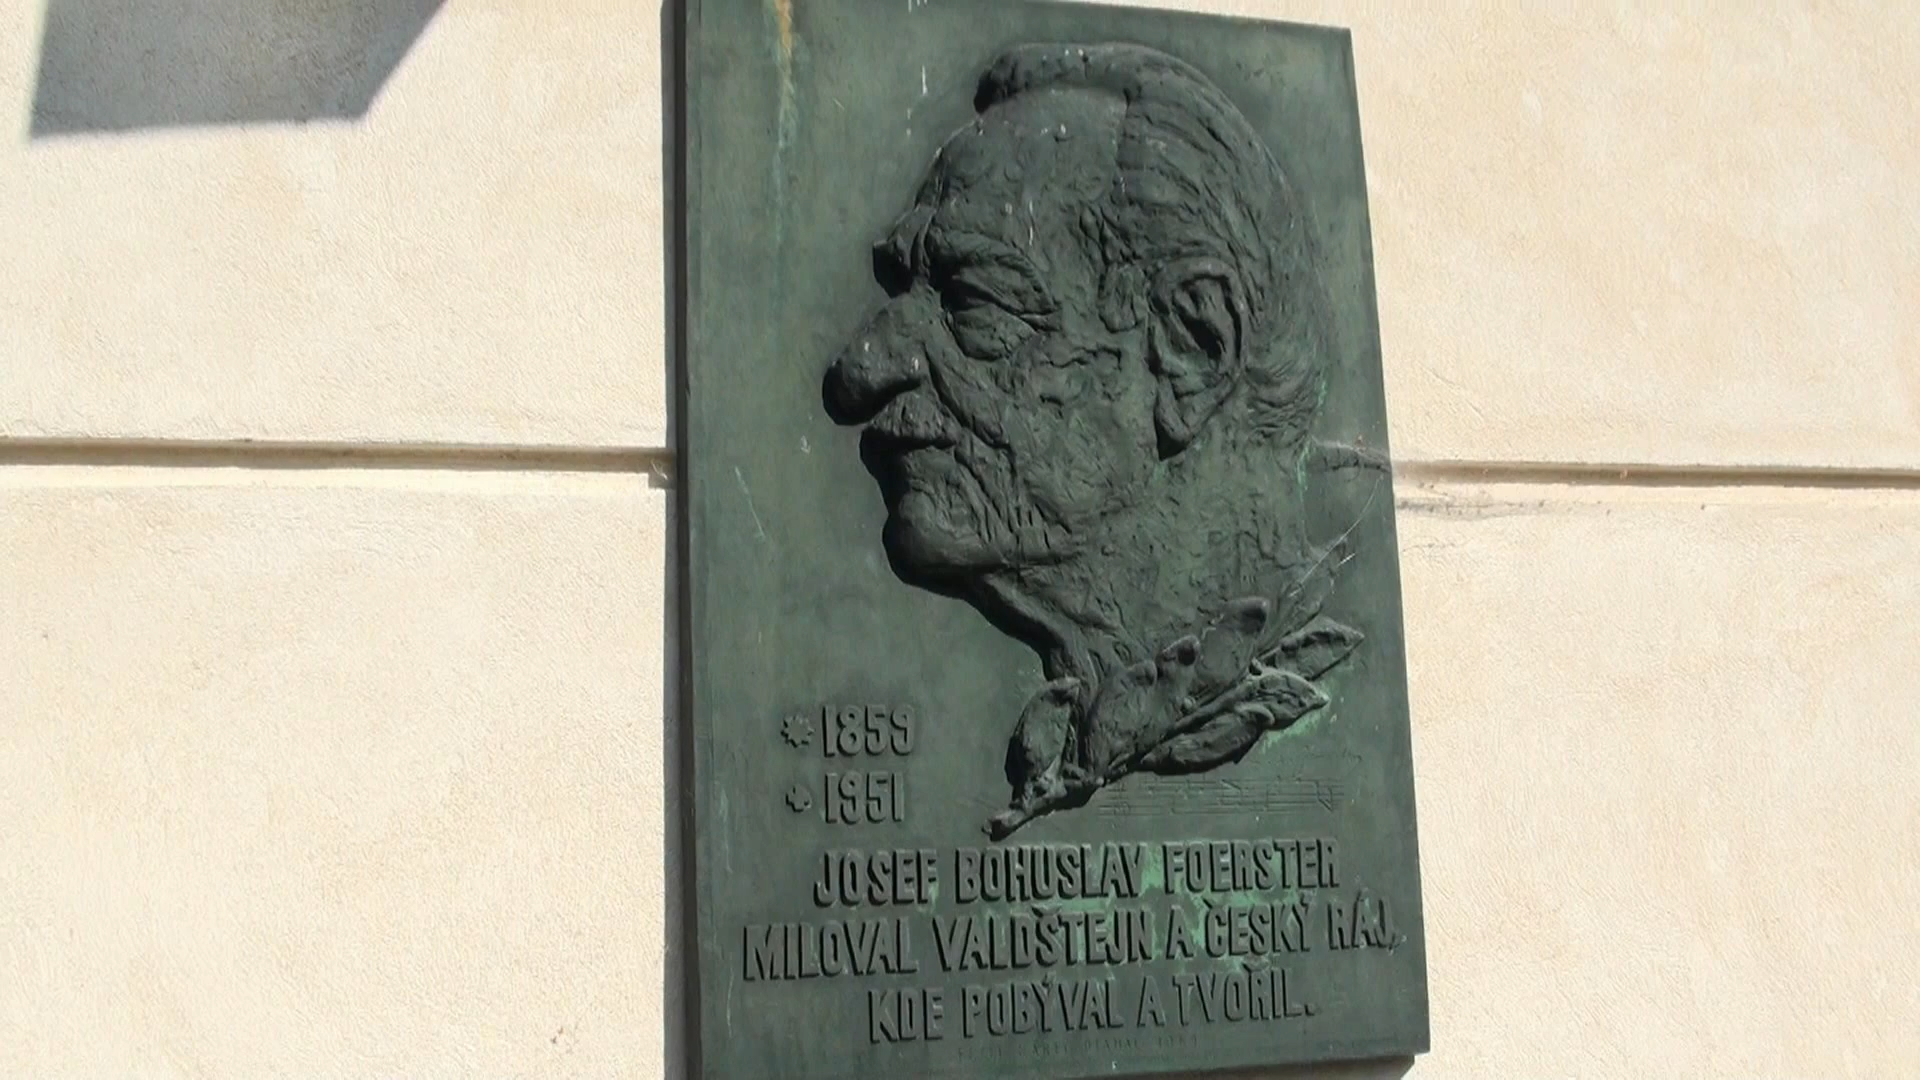 * 1859
+ 1951
JOSEF BOHUSLAV FOERSTER
MILOVAL VALDŠTEJN A ČESKÝ RÁJ,
KDE POBÝVAL A TVOŘIL.